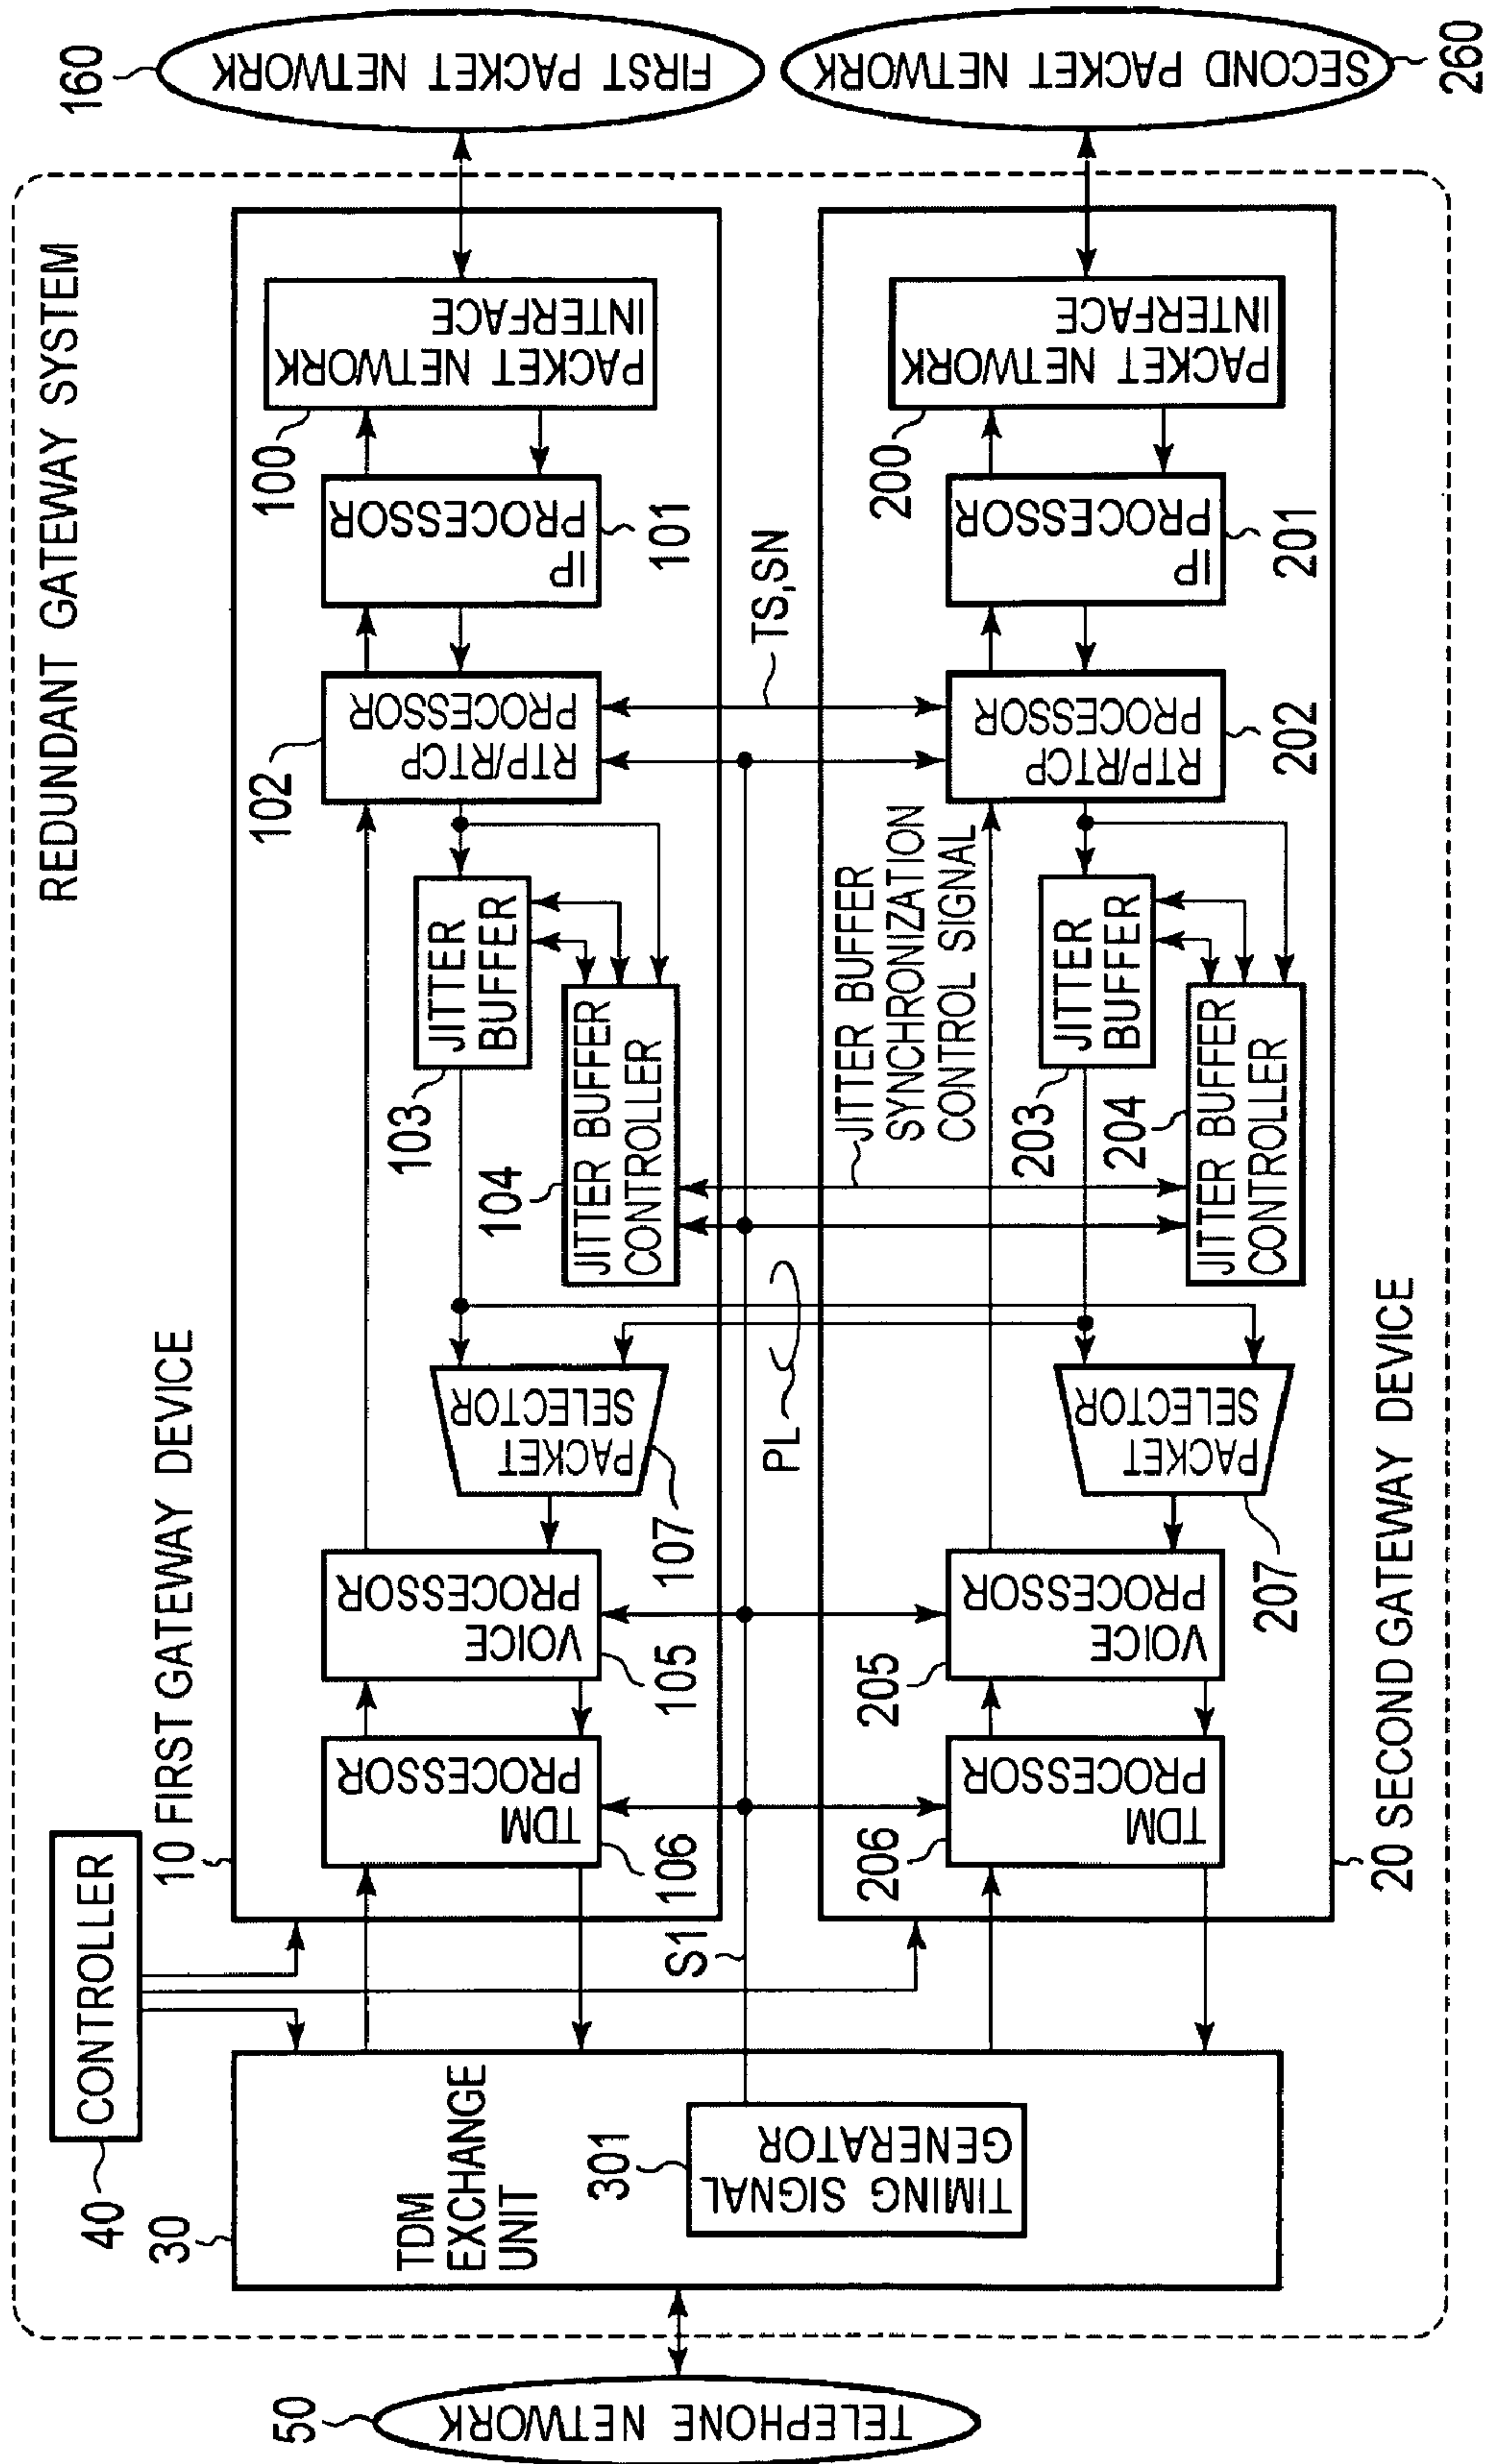 REDUNDANT GATEWAY SYSTEM
40
CONTROLLER
10 FIRST GATEWAY DEVICE
30
TDM
EXCHANGE
UNIT
301
TIMING SIGNAL
GENERATOR
50
TELEPHONE NETWORK
S1
106
TDM
PROCESSOR
105
VOICE
PROCESSOR
107
PACKET
SELECTOR
PL
103
JITTER
BUFFER
104
JITTER BUFFER
CONTROLLER
102
RTP/RTCP
PROCESSOR
TS,SN
101
IP
PROCESSOR
100
PACKET NETWORK
INTERFACE
160
FIRST PACKET NETWORK
JITTER BUFFER
SYNCHRONIZATION
CONTROL SIGNAL
206
TDM
PROCESSOR
205
VOICE
PROCESSOR
207
PACKET
SELECTOR
203
JITTER
BUFFER
204
JITTER BUFFER
CONTROLLER
202
RTP/RTCP
PROCESSOR
201
IP
PROCESSOR
200
PACKET NETWORK
INTERFACE
260
SECOND PACKET NETWORK
20 SECOND GATEWAY DEVICE